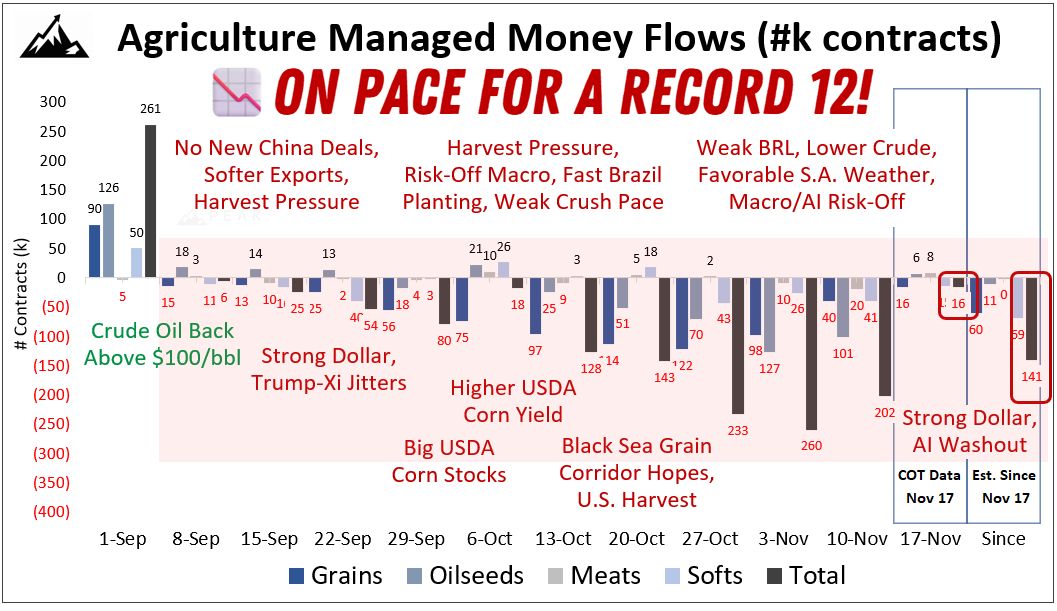 Agriculture Managed Money Flows (#k contracts)
ON PACE FOR A RECORD 12!
No New China Deals,
Softer Exports,
Harvest Pressure
Harvest Pressure,
Risk-Off Macro, Fast Brazil
Planting, Weak Crush Pace
Weak BRL, Lower Crude,
Favorable S.A. Weather,
Macro/AI Risk-Off
# Contracts (k)
300
250
200
150
100
50
0
(50)
(100)
(150)
(200)
(250)
(300)
(350)
(400)
90
126
5
50
261
15
18
3
11
6
13
14
10
25
25
13
2
40
54
56
18
4
3
80
75
21
10
26
18
97
25
9
3
128
114
51
5
18
143
122
70
2
43
233
98
127
10
26
260
40
101
20
41
202
16
6
8
16
60
11
0
69
141
Crude Oil Back
Above $100/bbl
Strong Dollar,
Trump-Xi Jitters
Big USDA
Corn Stocks
Higher USDA
Corn Yield
Black Sea Grain
Corridor Hopes,
U.S. Harvest
Strong Dollar,
AI Washout
COT Data
Nov 17
Est. Since
Nov 17
1-Sep
8-Sep
15-Sep
22-Sep
29-Sep
6-Oct
13-Oct
20-Oct
27-Oct
3-Nov
10-Nov
17-Nov
Since
Grains
Oilseeds
Meats
Softs
Total